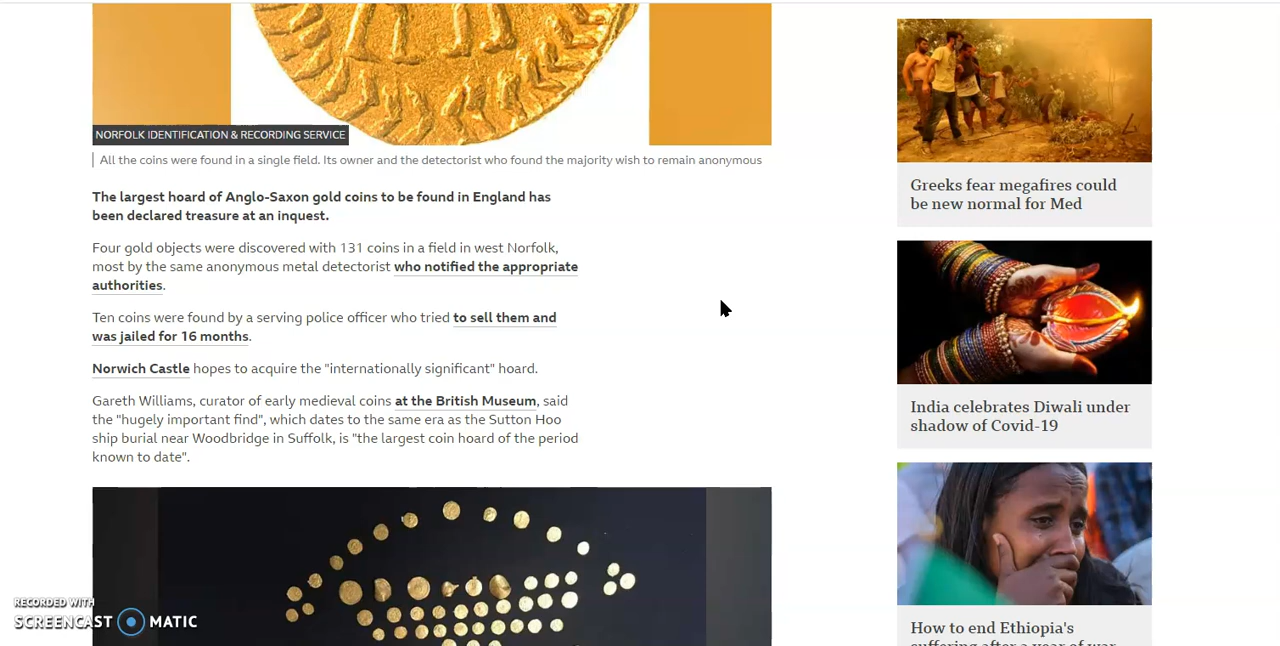 NORFOLK IDENTIFICATION & RECORDING SERVICE
All the coins were found in a single field. Its owner and the detectorist who found the majority wish to remain anonymous
The largest hoard of Anglo-Saxon gold coins to be found in England has
been declared treasure at an inquest.
Four gold objects were discovered with 131 coins in a field in west Norfolk,
most by the same anonymous metal detectorist who notified the appropriate
authorities.
Ten coins were found by a serving police officer who tried to sell them and
was jailed for 16 months.
Norwich Castle hopes to acquire the "internationally significant" hoard.
Gareth Williams, curator of early medieval coins at the British Museum, said
the "hugely important find", which dates to the same era as the Sutton Hoo
ship burial near Woodbridge in Suffolk, is "the largest coin hoard of the period
known to date".
Greeks fear megafires could
be new normal for Med
India celebrates Diwali under
shadow of Covid-19
How to end Ethiopia's
suffering after a year of war
RECORDED WITH
SCREENCAST MATIC